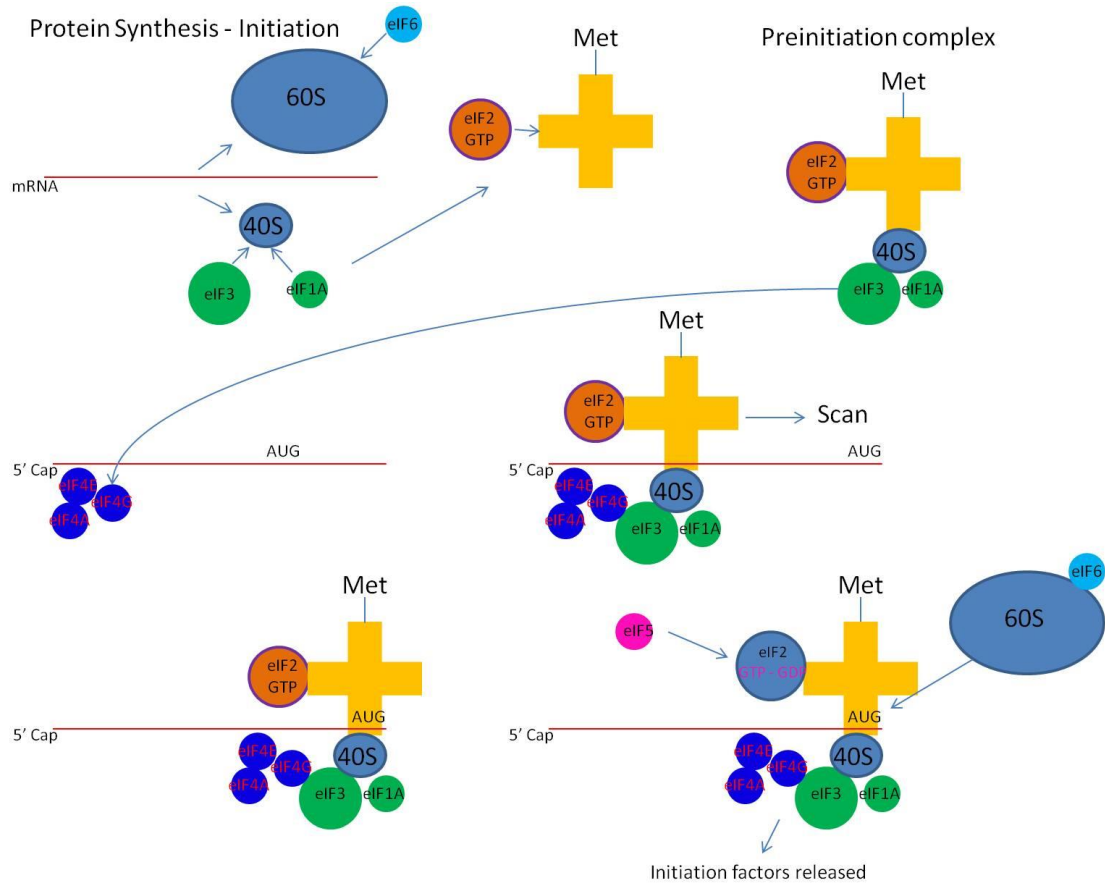 Protein Synthesis - Initiation
eIF6
60S
mRNA
40S
eIF3
eIF1A
Met
eIF2
GTP
Preinitiation complex
Met
eIF2
GTP
40S
eIF3
eIF1A
5' Cap
AUG
eIF4E
eIF4G
eIF4A
Met
eIF2
GTP
Scan
AUG
5' Cap
40S
eIF4E
eIF4G
eIF4A
eIF3
eIF1A
Met
eIF2
GTP
AUG
5' Cap
40S
eIF4E
eIF4G
eIF4A
eIF3
eIF1A
Met
eIF6
60S
eIF5
eIF2
GTP - GDP
AUG
5' Cap
40S
eIF4E
eIF4G
eIF4A
eIF3
eIF1A
Initiation factors released